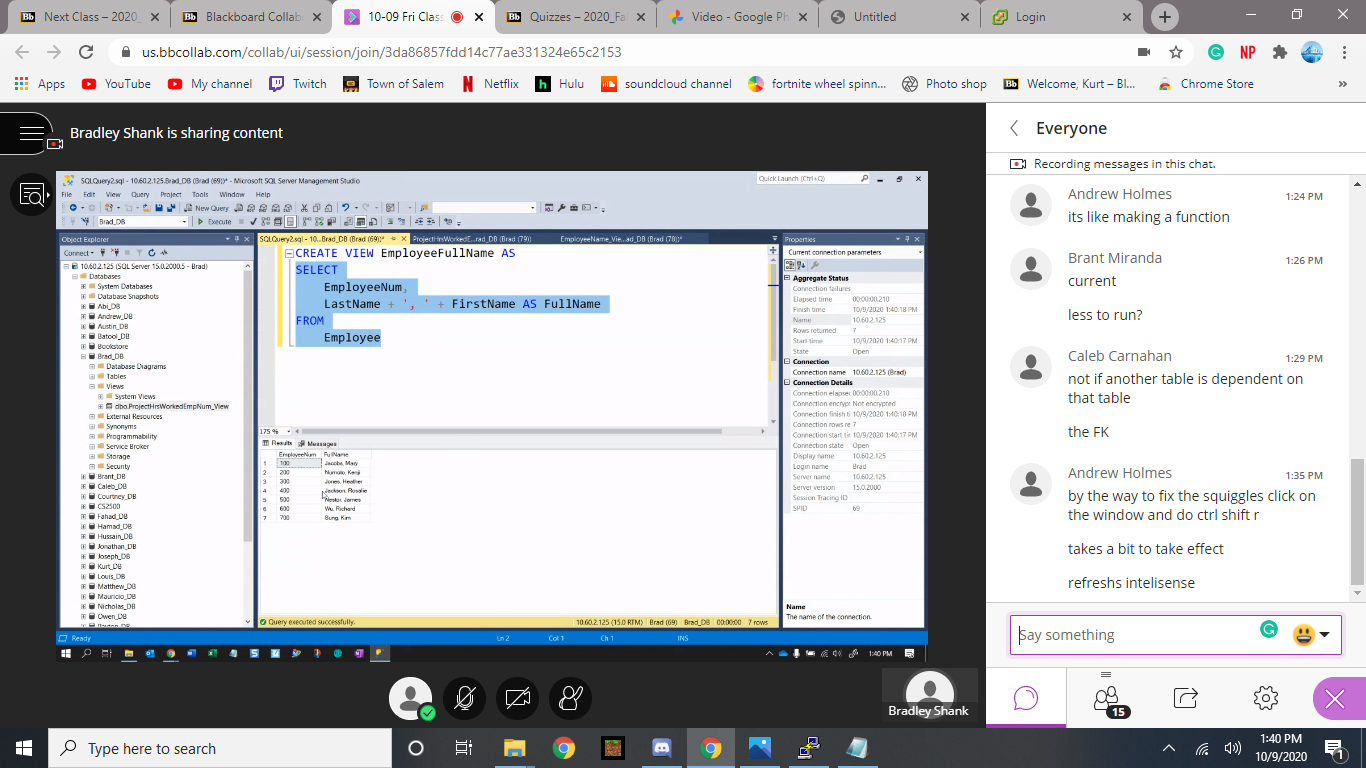 Next Class – 2020_
Blackboard Collab
10-09 Fri Class
Quizzes – 2020_Fa
Video - Google Ph
Untitled
Login
us.bbcollab.com/collab/ui/session/join/3da86857fdd14c77ae331324e65c2153
Apps YouTube My channel Twitch Town of Salem Netflix Hulu soundcloud channel fortnite wheel spinn... Photo shop Welcome, Kurt – Bl... Chrome Store
Bradley Shank is sharing content
SQLQuery2.sql - 10.60.2.125.Brad_DB (Brad (69))* - Microsoft SQL Server Management Studio
Quick Launch (Ctrl+Q)
File Edit View Query Project Tools Window Help
New Query
Brad_DB Execute
Object Explorer
Connect
10.60.2.125 (SQL Server 15.0.2000.5 - Brad)
Databases
System Databases
Database Snapshots
Abi_DB
Andrew_DB
Austin_DB
Batool_DB
Bookstore
Brad_DB
Database Diagrams
Tables
Views
System Views
dbo.ProjectHrsWorkedEmpNum_View
External Resources
Synonyms
Programmability
Service Broker
Storage
Security
Brant_DB
Caleb_DB
Courtney_DB
CS2500
Fahad_DB
Hamad_DB
Hussain_DB
Jonathan_DB
Joseph_DB
Kurt_DB
Louis_DB
Matthew_DB
Mauricio_DB
Nicholas_DB
Owen_DB
SQLQuery2.sql - 10...Brad_DB (Brad (69))*
ProjectHrsWorkedE...rad_DB (Brad (79))
EmployeeName_Vie...ad_DB (Brad (78))*
CREATE VIEW EmployeeFullName AS
SELECT
EmployeeNum,
LastName + ', ' + FirstName AS FullName
FROM
Employee
175 %
Results Messages
EmployeeNum FullName
1 100 Jacobs, Mary
2 200 Numoto, Kenji
3 300 Jones, Heather
4 400 Jackson, Rosalie
5 500 Nestor, James
6 600 Wu, Richard
7 700 Sung, Kim
Query executed successfully.
10.60.2.125 (15.0 RTM) Brad (69) Brad_DB 00:00:00 7 rows
Properties
Current connection parameters
Aggregate Status
Connection failures
Elapsed time 00:00:00.210
Finish time 10/9/2020 1:40:18 PM
Name 10.60.2.125
Rows returned 7
Start time 10/9/2020 1:40:17 PM
State Open
Connection
Connection name 10.60.2.125 (Brad)
Connection Details
Connection elapsed 00:00:00.210
Connection encrypt Not encrypted
Connection finish ti 10/9/2020 1:40:18 PM
Connection rows re 7
Connection start tir 10/9/2020 1:40:17 PM
Connection state Open
Display name 10.60.2.125
Login name Brad
Server name 10.60.2.125
Server version 15.0.2000
Session Tracing ID
SPID 69
Name
The name of the connection.
Ready Ln 2 Col 1 Ch 1 INS
1:40 PM
Bradley Shank
Everyone
Recording messages in this chat.
Andrew Holmes 1:24 PM
its like making a function
Brant Miranda 1:26 PM
current
less to run?
Caleb Carnahan 1:29 PM
not if another table is dependent on
that table
the FK
Andrew Holmes 1:35 PM
by the way to fix the squiggles click on
the window and do ctrl shift r
takes a bit to take effect
refreshs intelisense
Say something
15
Type here to search
1:40 PM
10/9/2020
1